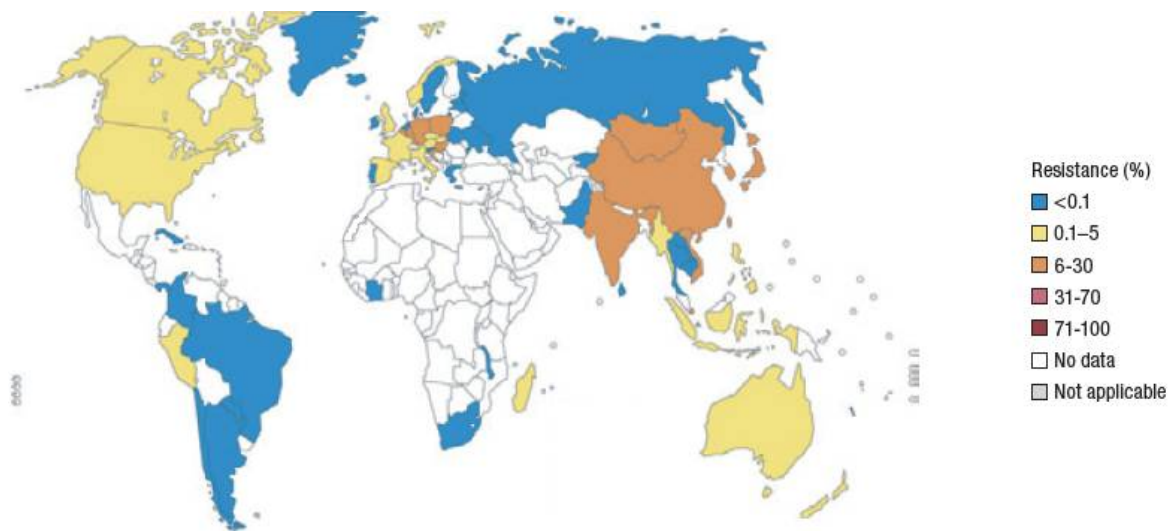 Resistance (%)
<0.1
0.1–5
6-30
31-70
71-100
No data
Not applicable